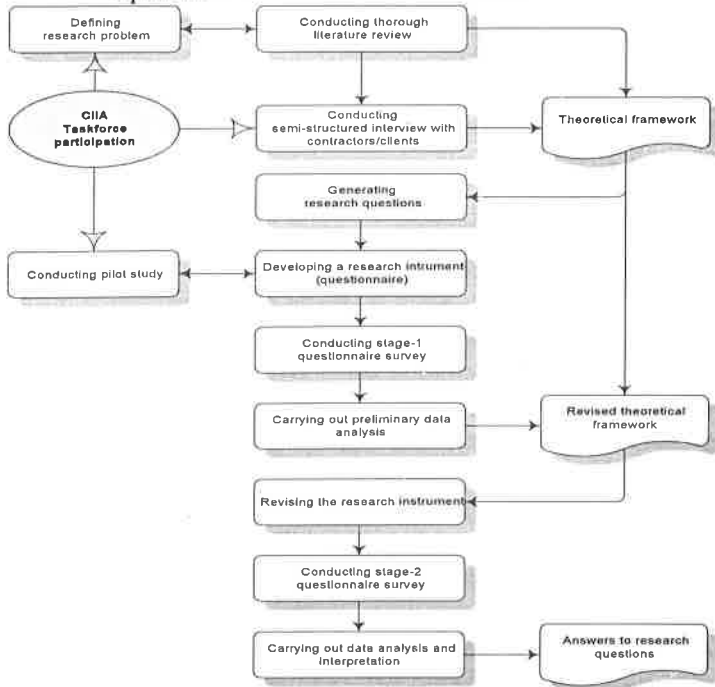 Defining
research problem
Conducting thorough
literature review
CIIA
Taskforce
participation
Conducting
semi-structured interview with
contractors/clients
Theoretical framework
Generating
research questions
Conducting pilot study
Developing a research intrument
(questionnaire)
Conducting stage-1
questionnaire survey
Carrying out preliminary data
analysis
Revised theoretical
framework
Revising the research instrument
Conducting stage-2
questionnaire survey
Carrying out data analysis and
interpretation
Answers to research
questions